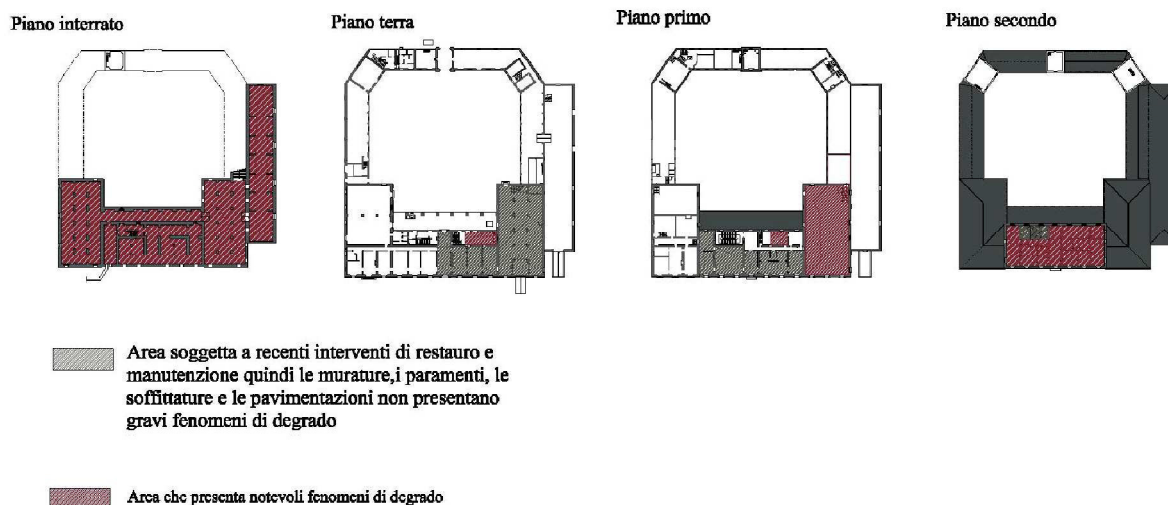 Piano interrato
Piano terra
Piano primo
Piano secondo
Area soggetta a recenti interventi di restauro e
manutenzione quindi le murature,i paramenti, le
soffittature e le pavimentazioni non presentano
gravi fenomeni di degrado
Area che presenta notevoli fenomeni di degrado